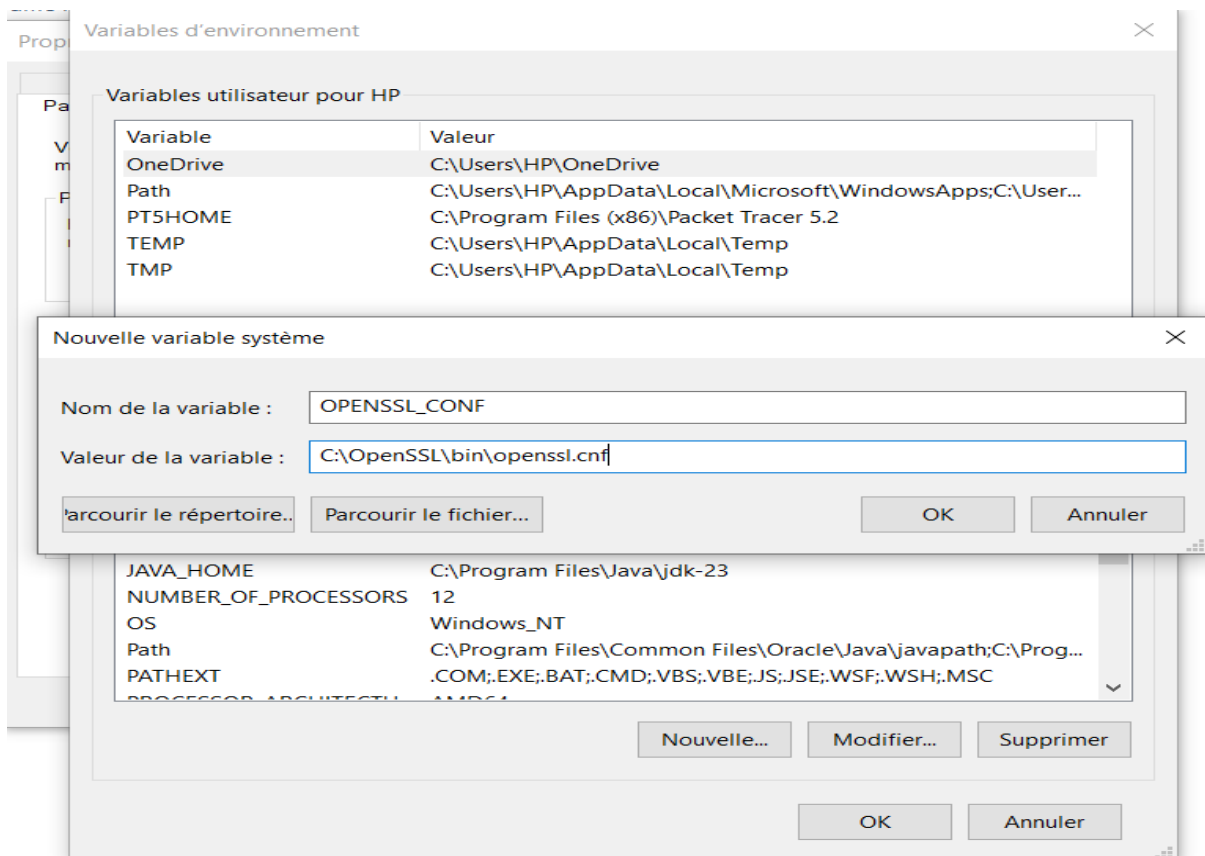 Variables d'environnement
Prop
Variables utilisateur pour HP
Pa
Variable Valeur
V
OneDrive C:\Users\HP\OneDrive
m
Path C:\Users\HP\AppData\Local\Microsoft\WindowsApps;C:\User...
P
PT5HOME C:\Program Files (x86)\Packet Tracer 5.2
TEMP C:\Users\HP\AppData\Local\Temp
TMP C:\Users\HP\AppData\Local\Temp
Nouvelle variable système
Nom de la variable : OPENSSL_CONF
Valeur de la variable : C:\OpenSSL\bin\openssl.cnf
arcourir le répertoire.. Parcourir le fichier... OK Annuler
JAVA_HOME C:\Program Files\Java\jdk-23
NUMBER_OF_PROCESSORS 12
OS Windows_NT
Path C:\Program Files\Common Files\Oracle\Java\javapath;C:\Prog...
PATHEXT .COM;.EXE;.BAT;.CMD;.VBS;.VBE;.JS;.JSE;.WSF;.WSH;.MSC
Nouvelle... Modifier... Supprimer
OK Annuler